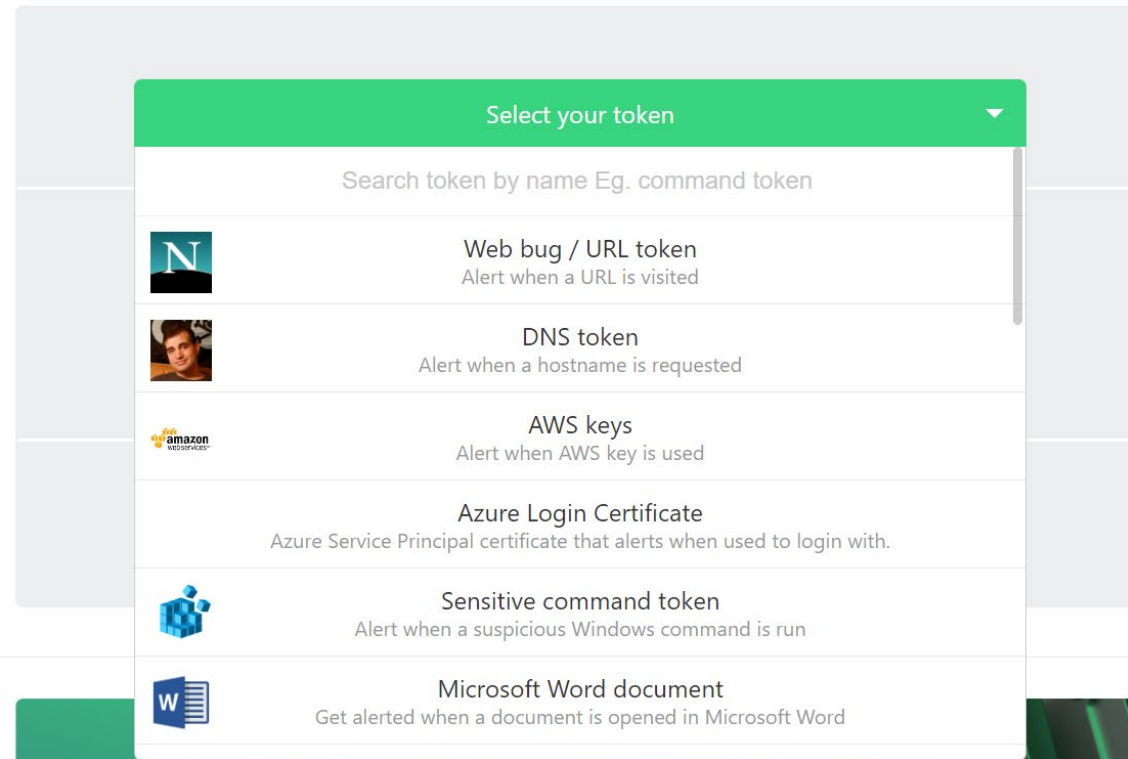 Select your token
Search token by name Eg. command token
N
Web bug / URL token
Alert when a URL is visited
DNS token
Alert when a hostname is requested
amazon
webservices
AWS keys
Alert when AWS key is used
Azure Login Certificate
Azure Service Principal certificate that alerts when used to login with.
Sensitive command token
Alert when a suspicious Windows command is run
W
Microsoft Word document
Get alerted when a document is opened in Microsoft Word